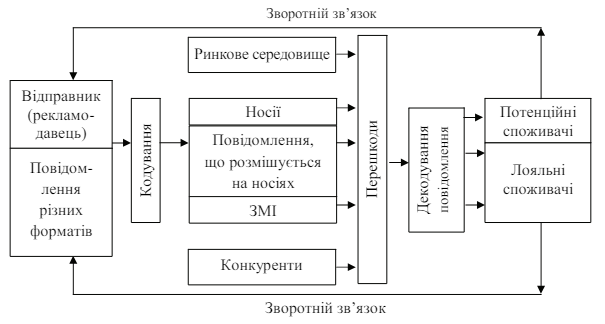 Зворотній зв’язок
Ринкове середовище
Відправник
(рекламо-
давець)
Повідом-
лення
різних
форматів
Кодування
Носії
Повідомлення,
що розмішується
на носіях
ЗМІ
Конкуренти
Перешкоди
Декодування
повідомлення
Потенційні
споживачі
Лояльні
споживачі
Зворотній зв’язок